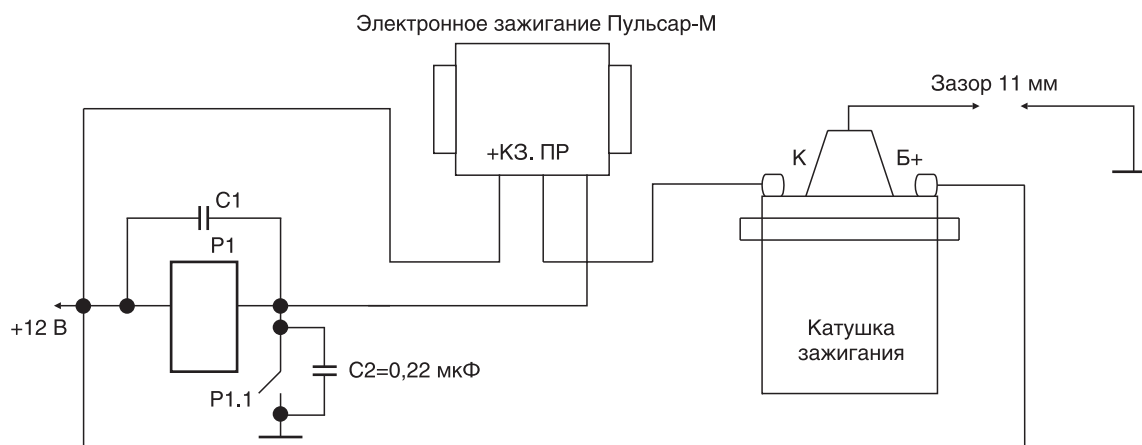 Электронное зажигание Пульсар-М
Зазор 11 мм
+КЗ. ПР
К
Б+
С1
Р1
+12 В
Катушка
зажигания
С2=0,22 мкФ
Р1.1